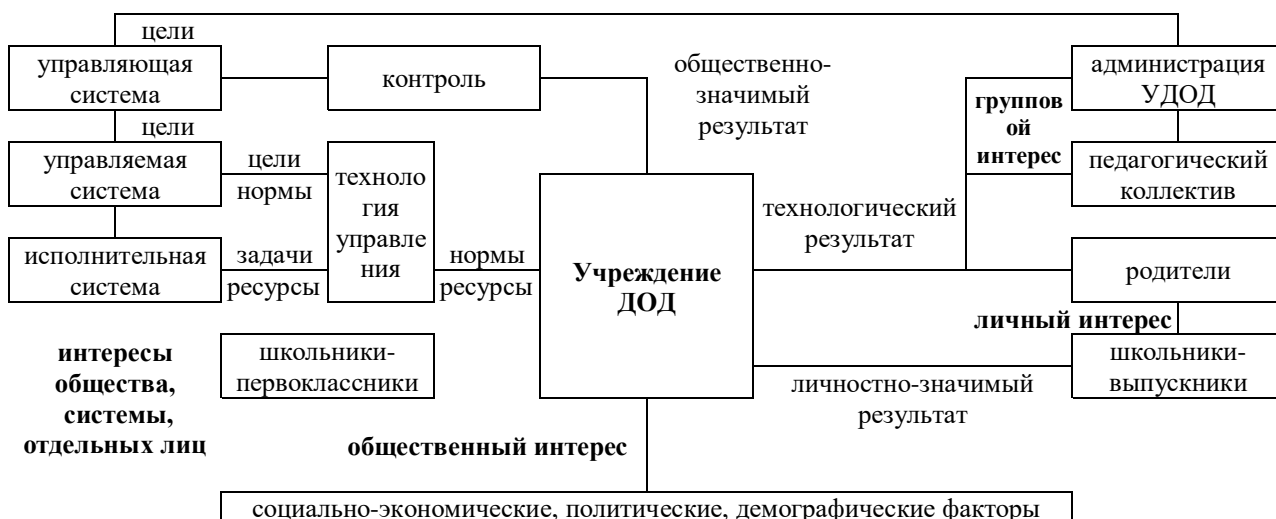 цели
управляющая
система
контроль
общественно-
значимый
результат
администрация
УДОД
группов
ой
интерес
цели
управляемая
система
цели
нормы
техноло
гия
управле
ния
педагогический
коллектив
технологический
результат
исполнительная
система
задачи
ресурсы
нормы
ресурсы
Учреждение
ДОД
родители
личный интерес
интересы
общества,
системы,
отдельных лиц
школьники-
первоклассники
личностно-значимый
результат
школьники-
выпускники
общественный интерес
социально-экономические, политические, демографические факторы